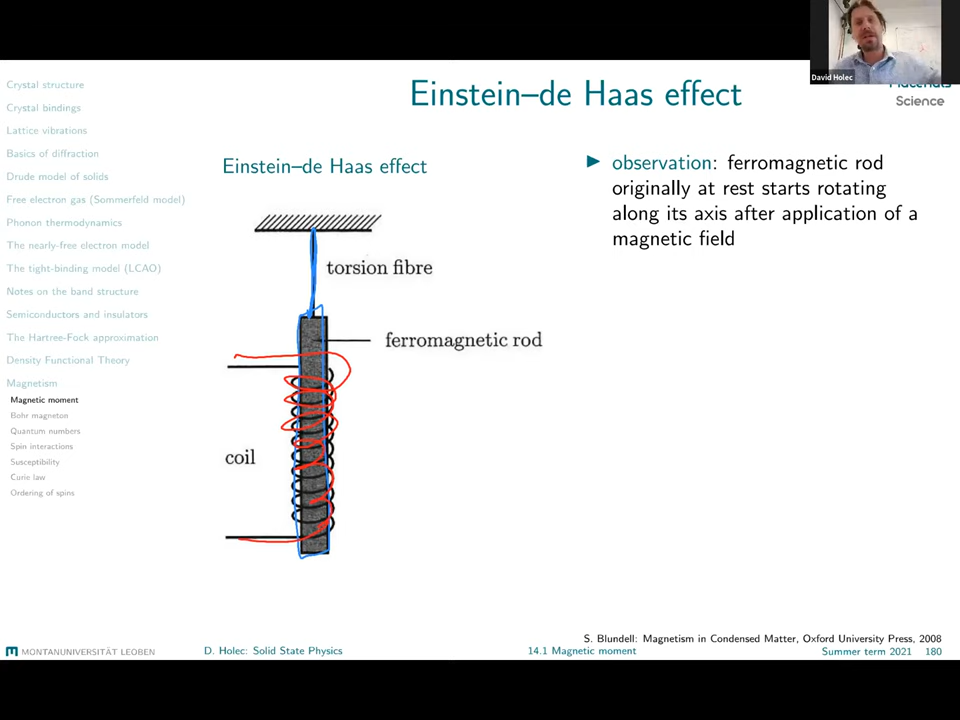 David Holec
Einstein–de Haas effect
Science
Crystal structure
Crystal bindings
Lattice vibrations
Basics of diffraction
Drude model of solids
Free electron gas (Sommerfeld model)
Phonon thermodynamics
The nearly-free electron model
The tight-binding model (LCAO)
Notes on the band structure
Semiconductors and insulators
The Hartree-Fock approximation
Density Functional Theory
Magnetism
Magnetic moment
Bohr magneton
Quantum numbers
Spin interactions
Susceptibility
Curie law
Ordering of spins
Einstein–de Haas effect
torsion fibre
ferromagnetic rod
coil
observation: ferromagnetic rod
originally at rest starts rotating
along its axis after application of a
magnetic field
S. Blundell: Magnetism in Condensed Matter, Oxford University Press, 2008
MONTANUNIVERSITÄT LEOBEN
D. Holec: Solid State Physics
14.1 Magnetic moment
Summer term 2021 180